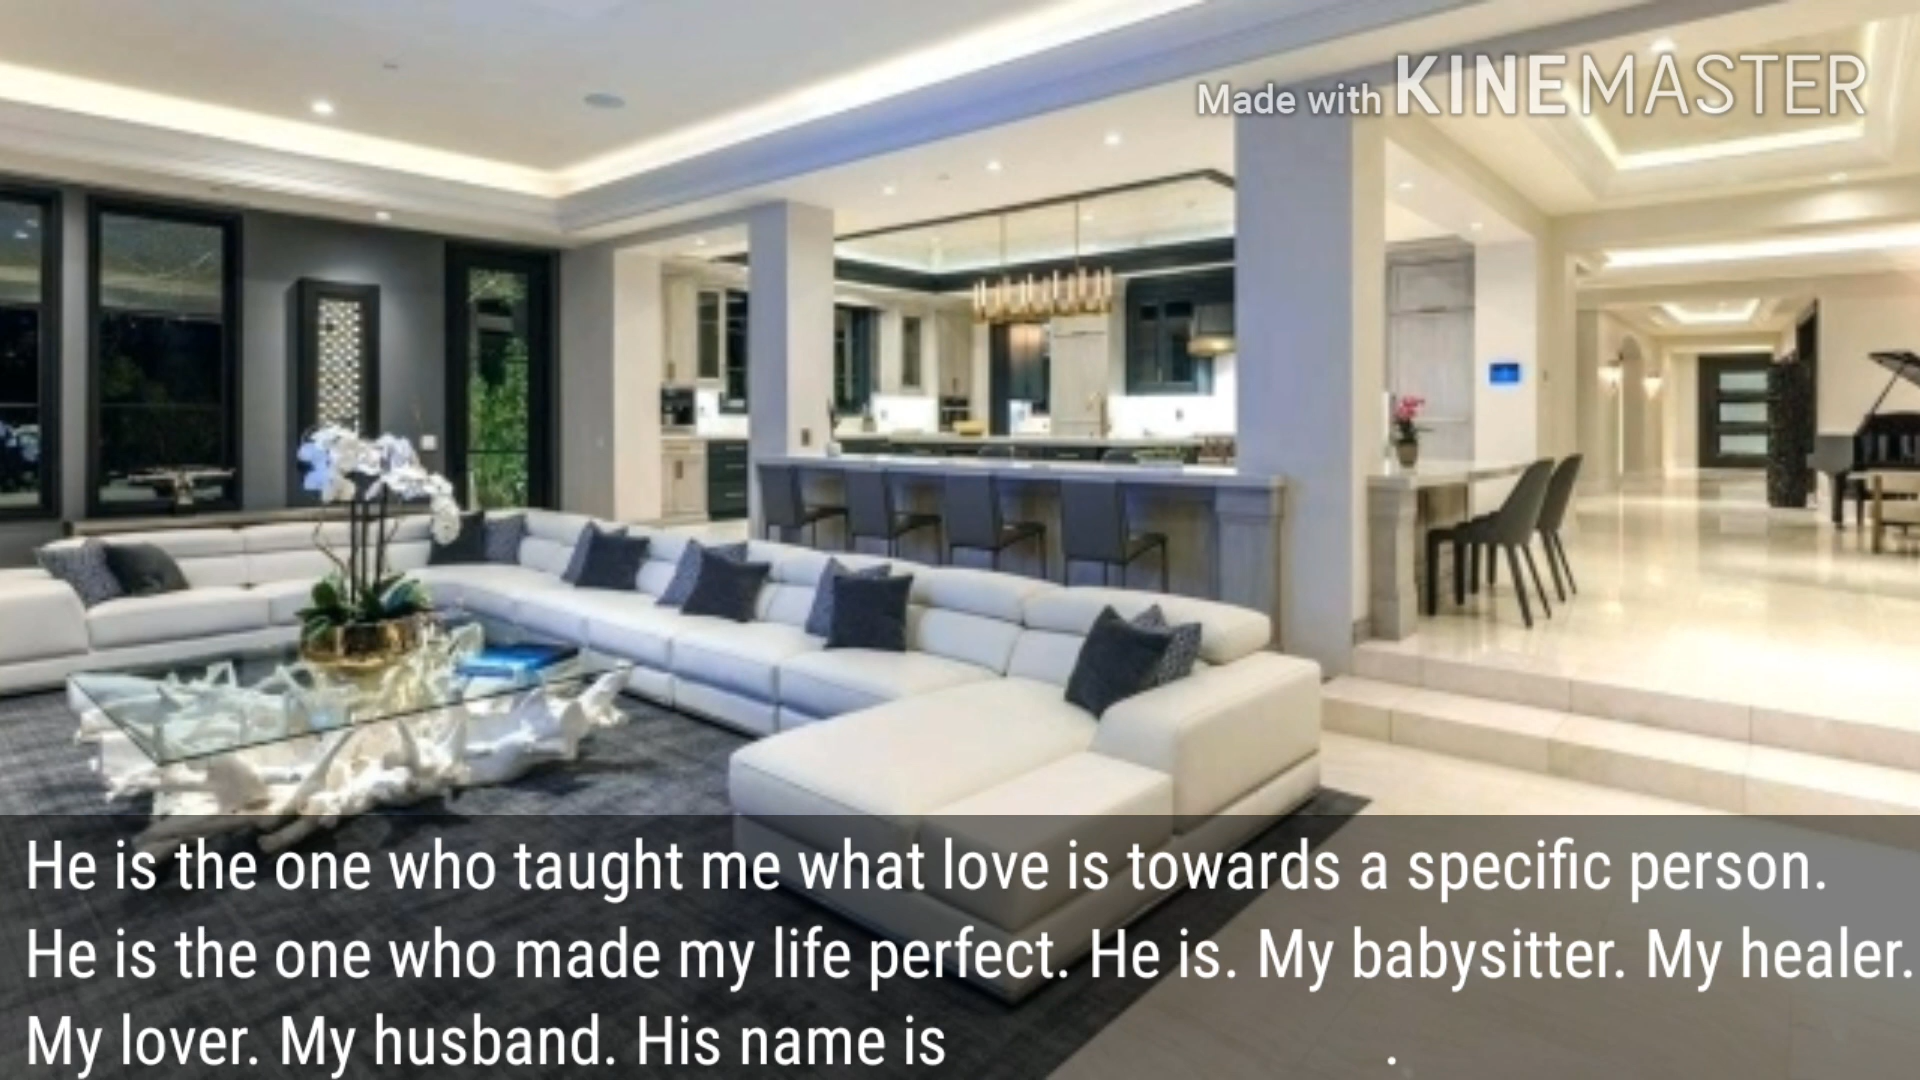 Made with KINEMASTER
He is the one who taught me what love is towards a specific person.
He is the one who made my life perfect. He is. My babysitter. My healer.
My lover. My husband. His name is .